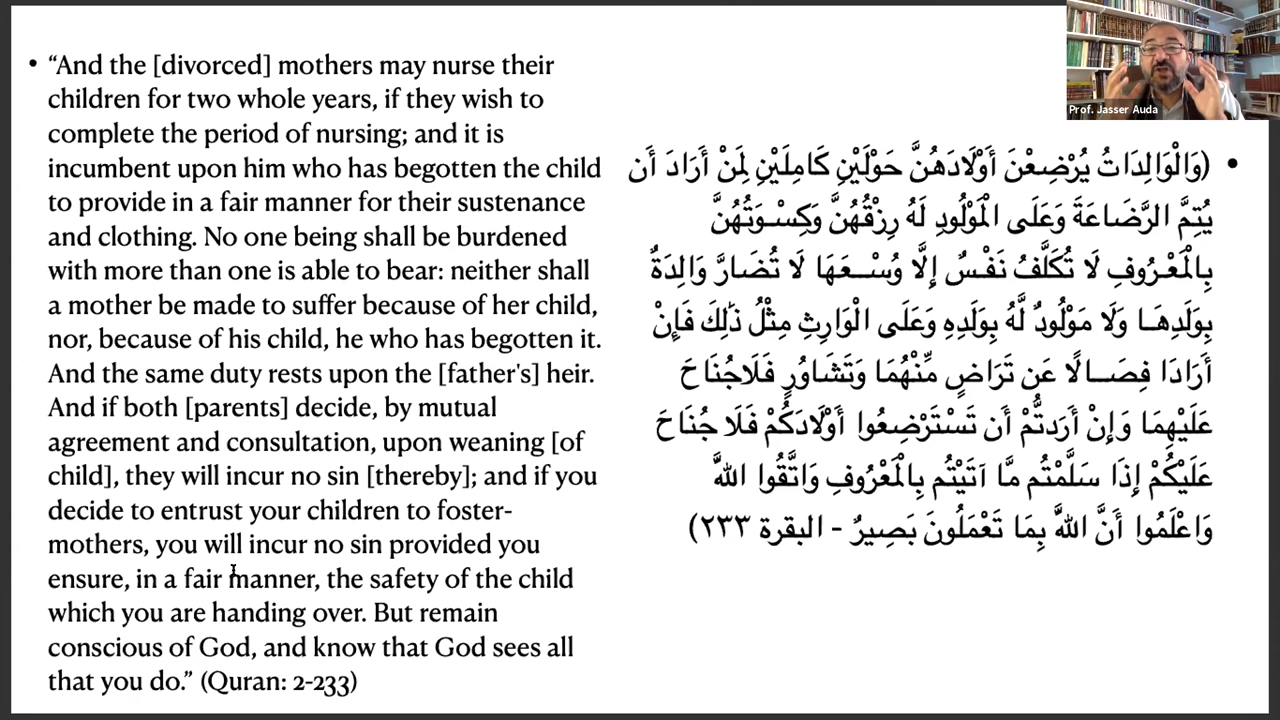 • “And the [divorced] mothers may nurse their
children for two whole years, if they wish to
complete the period of nursing; and it is
incumbent upon him who has begotten the child
to provide in a fair manner for their sustenance
and clothing. No one being shall be burdened
with more than one is able to bear: neither shall
a mother be made to suffer because of her child,
nor, because of his child, he who has begotten it.
And the same duty rests upon the [father's] heir.
And if both [parents] decide, by mutual
agreement and consultation, upon weaning [of
child], they will incur no sin [thereby]; and if you
decide to entrust your children to foster-
mothers, you will incur no sin provided you
ensure, in a fair manner, the safety of the child
which you are handing over. But remain
conscious of God, and know that God sees all
that you do.” (Quran: 2-233)
Prof. Jasser Auda
• (وَالْوَالِدَاتُ يُرْضِعْنَ أَوْلَادَهُنَّ حَوْلَيْنِ كَامِلَيْنِ لِمَنْ أَرَادَ أَن
يُتِمَّ الرَّضَاعَةَ وَعَلَى الْمَوْلُودِ لَهُ رِزْقُهُنَّ وَكِسْوَتُهُنَّ
بِالْمَعْرُوفِ لَا تُكَلَّفُ نَفْسٌ إِلَّا وُسْعَهَا لَا تُضَارَّ وَالِدَةٌ
بِوَلَدِهَا وَلَا مَوْلُودٌ لَّهُ بِوَلَدِهِ وَعَلَى الْوَارِثِ مِثْلُ ذَٰلِكَ فَإِنْ
أَرَادَا فِصَالًا عَن تَرَاضٍ مِّنْهُمَا وَتَشَاوُرٍ فَلَاجُنَاحَ
عَلَيْهِمَا وَإِنْ أَرَدتُّمْ أَن تَسْتَرْضِعُوا أَوْلَادَكُمْ فَلَا جُنَاحَ
عَلَيْكُمْ إِذَا سَلَّمْتُم مَّا آتَيْتُم بِالْمَعْرُوفِ وَاتَّقُوا اللهَّ
وَاعْلَمُوا أَنَّ اللهَّ بِمَا تَعْمَلُونَ بَصِيرٌ - البقرة ٢٣٣)